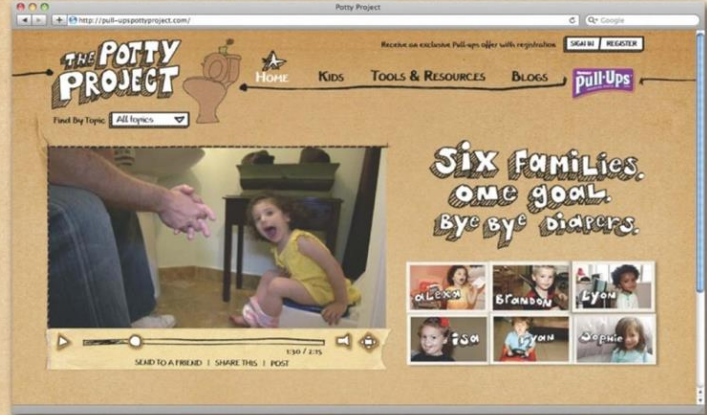 Potty Project
http://pull-upspottyproject.com/
Google
THE POTTY PROJECT
Receive an exclusive Pull-ups offer with registration
SIGN IN / REGISTER
HOME KIDS TOOLS & RESOURCES BLOGS
Pull-Ups
Find By Topic All topics
Six Families.
One goal.
Bye Bye Diapers.
alexa
Brandon
Lyon
isa
Sophie
1:30 / 2:15
SEND TO A FRIEND | SHARE THIS | POST